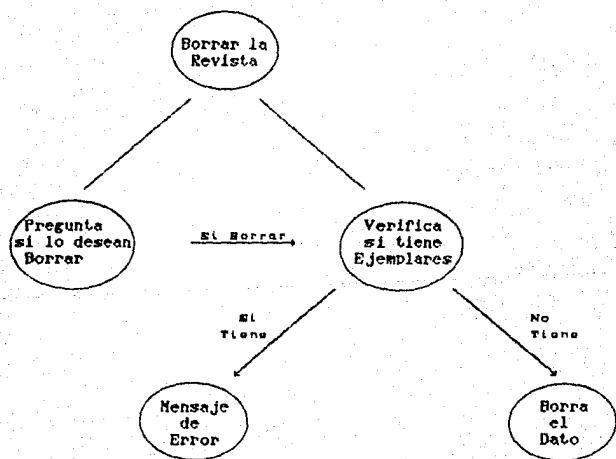 Borrar la
Revista
Pregunta
si lo desean
Borrar
Si Borrar
Verifica
si tiene
Ejemplares
Si
Tiene
No
Tiene
Mensaje
de
Error
Borra
el
Dato